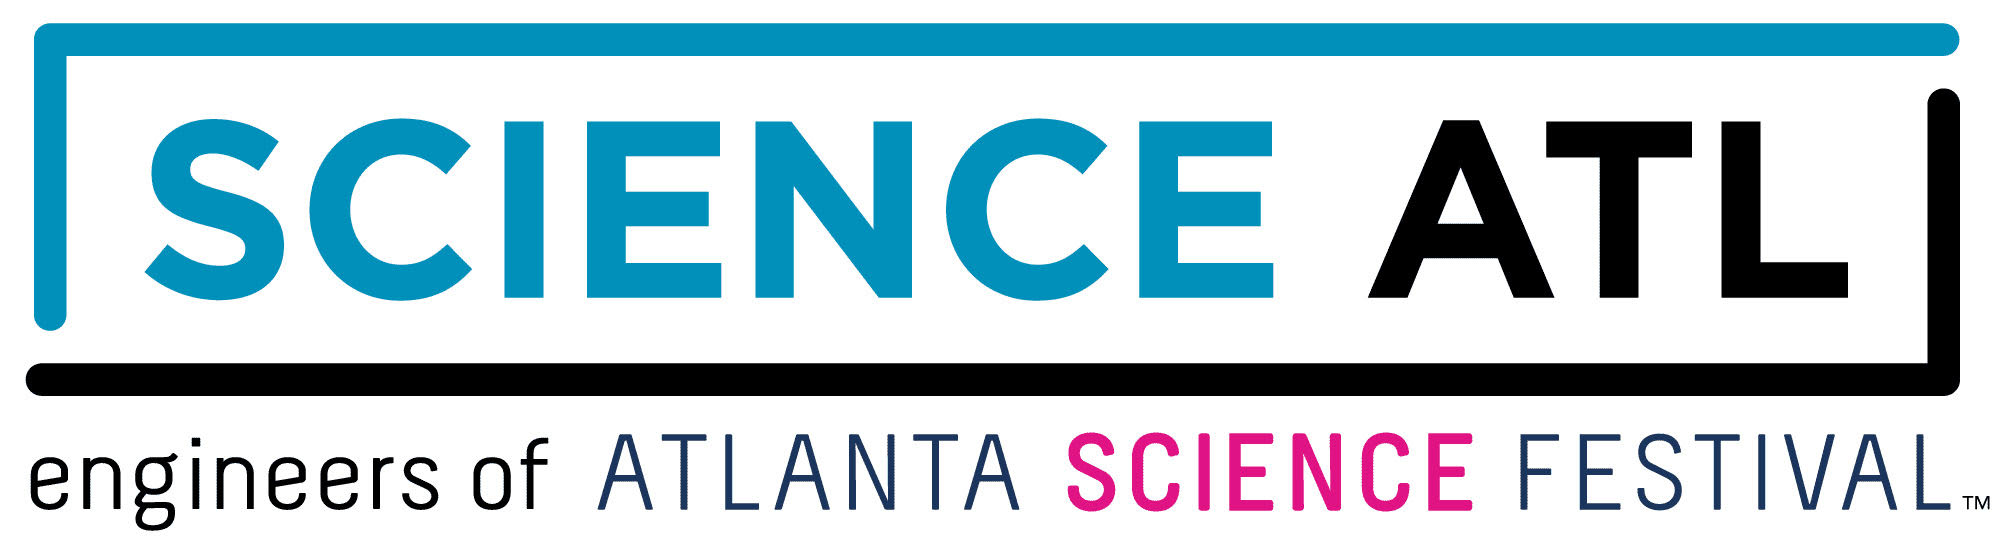 SCIENCE ATL
engineers of ATLANTA SCIENCE FESTIVAL™